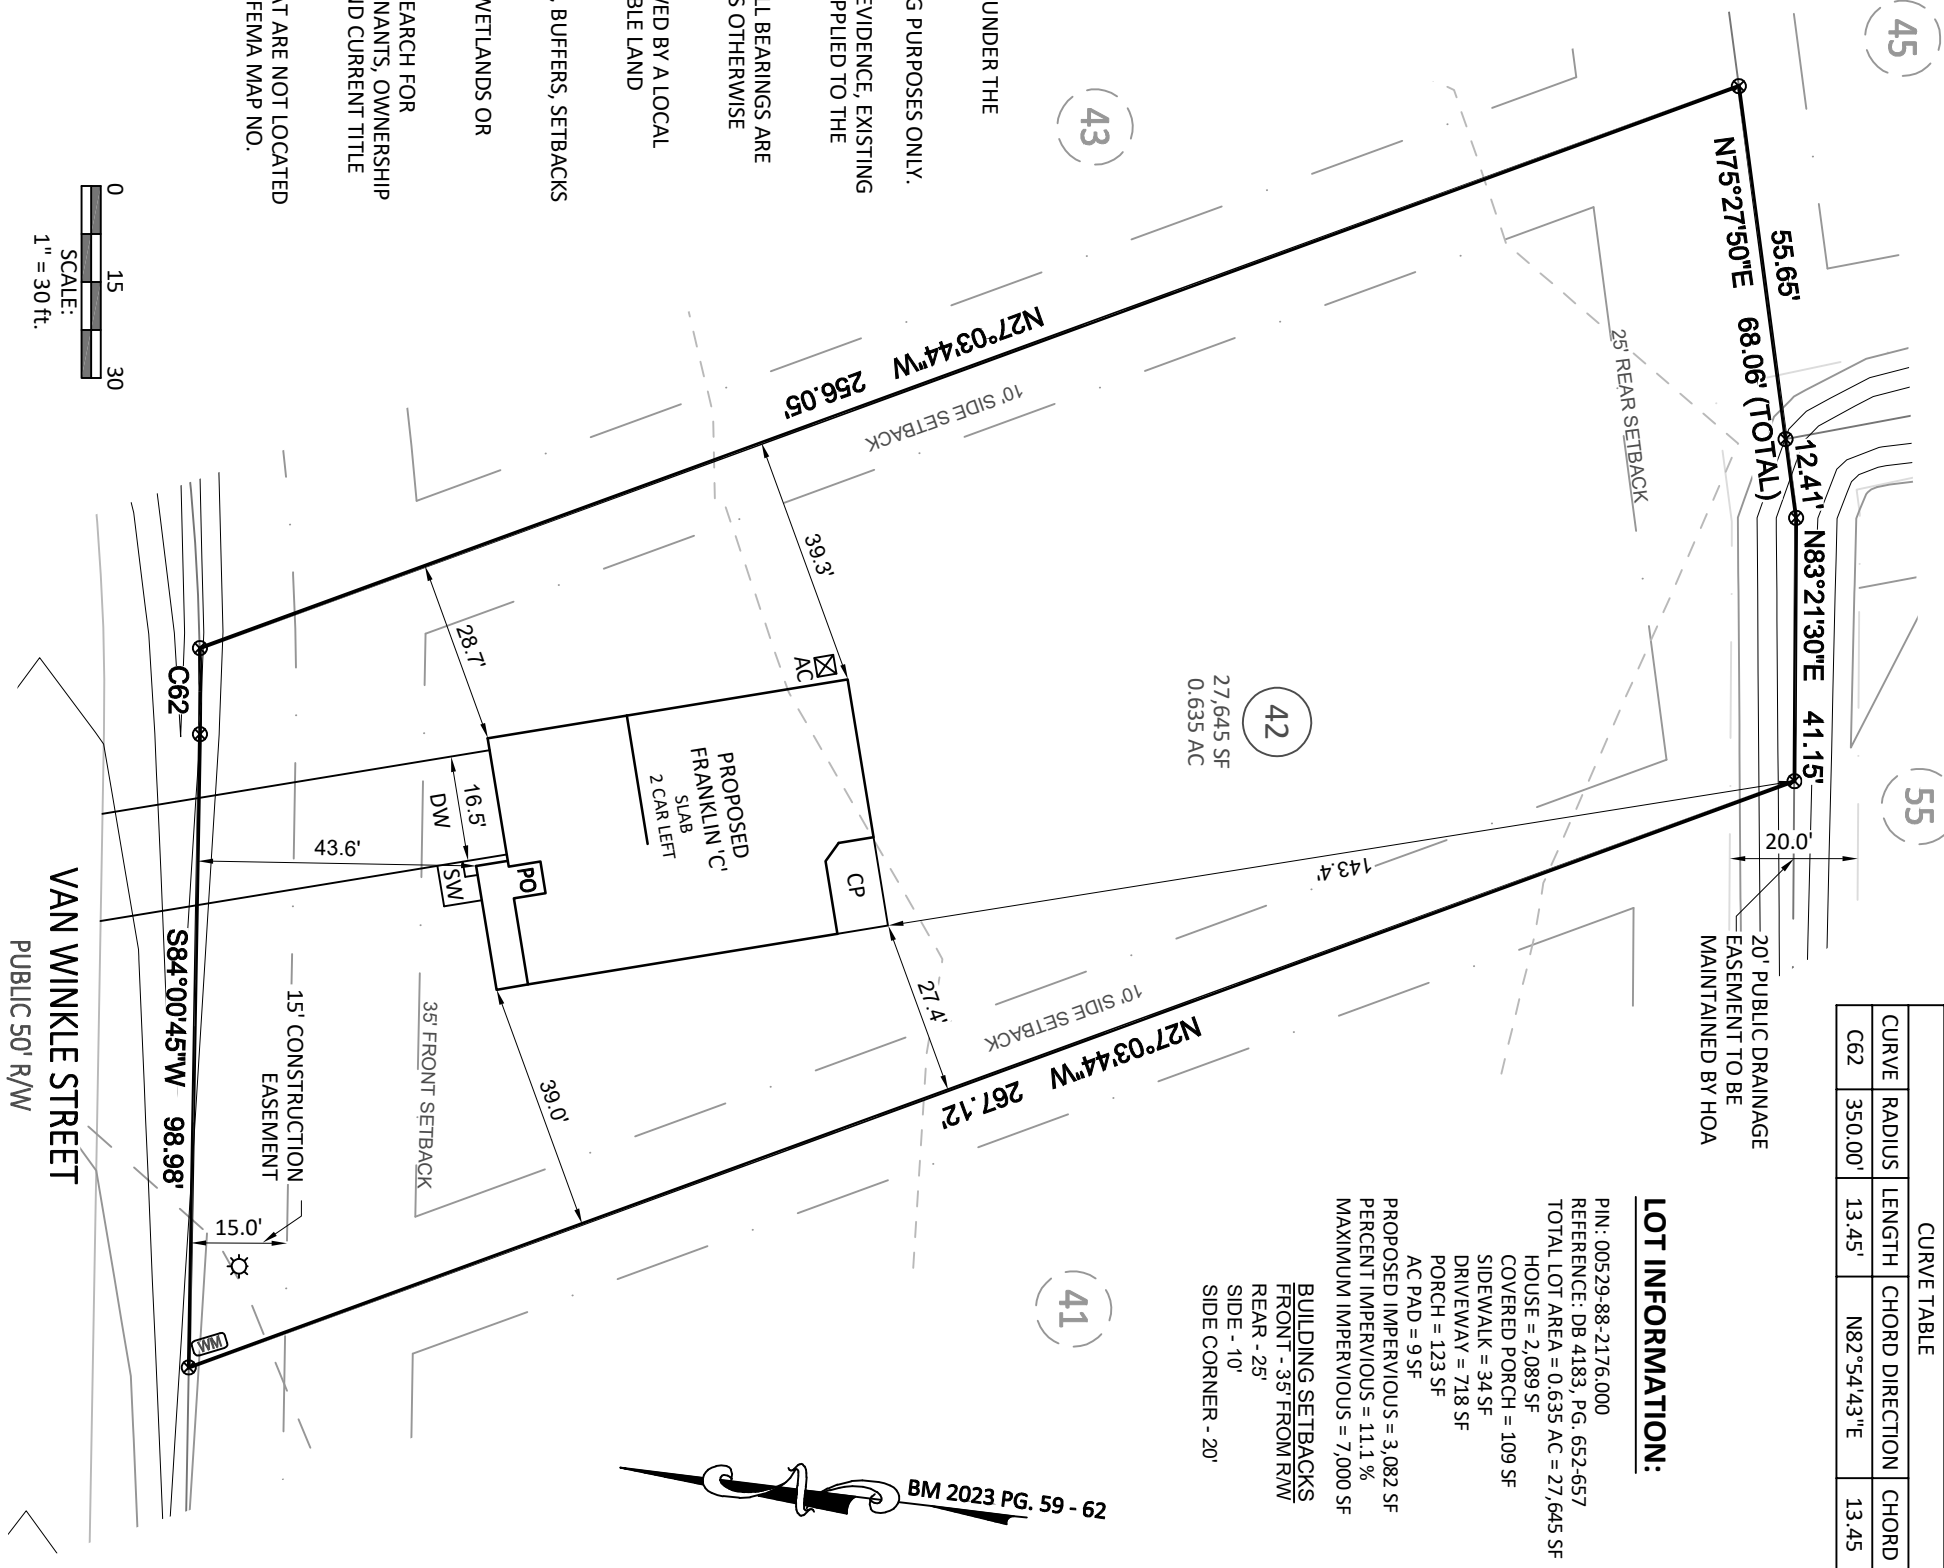 UNDER THE
G PURPOSES ONLY.
EVIDENCE, EXISTING
PPLIED TO THE
LL BEARINGS ARE
S OTHERWISE
VED BY A LOCAL
BLE LAND
, BUFFERS, SETBACKS
WETLANDS OR
EARCH FOR
NANTS, OWNERSHIP
ND CURRENT TITLE
AT ARE NOT LOCATED
FEMA MAP NO.
0 15 30
SCALE:
1" = 30 ft.
45
43
55
41
55.65'
N75°27'50"E 68.06' (TOTAL)
12.41'
N83°21'30"E 41.15'
25' REAR SETBACK
20.0'
20' PUBLIC DRAINAGE
EASEMENT TO BE
MAINTAINED BY HOA
42
27,645 SF
0.635 AC
N27°03'44"W 256.05'
10' SIDE SETBACK
39.3'
28.7'
AC
PROPOSED
FRANKLIN 'C'
SLAB
2 CAR LEFT
CP
PO
143.4'
27.4'
10' SIDE SETBACK
N27°03'44"W 267.12'
39.0'
16.5'
DW
SW
43.6'
35' FRONT SETBACK
15' CONSTRUCTION
EASEMENT
15.0'
WM
C62
S84°00'45"W 98.98'
VAN WINKLE STREET
PUBLIC 50' R/W
CURVE TABLE
CURVE RADIUS LENGTH CHORD DIRECTION CHORD
C62 350.00' 13.45' N82°54'43"E 13.45
LOT INFORMATION:
PIN: 00529-88-2176.000
REFERENCE: DB 4183, PG. 652-657
TOTAL LOT AREA = 0.635 AC = 27,645 SF
HOUSE = 2,089 SF
COVERED PORCH = 109 SF
SIDEWALK = 34 SF
DRIVEWAY = 718 SF
PORCH = 123 SF
AC PAD = 9 SF
PROPOSED IMPERVIOUS = 3,082 SF
PERCENT IMPERVIOUS = 11.1 %
MAXIMUM IMPERVIOUS = 7,000 SF
BUILDING SETBACKS
FRONT - 35' FROM R/W
REAR - 25'
SIDE - 10'
SIDE CORNER - 20'
BM 2023 PG. 59 - 62